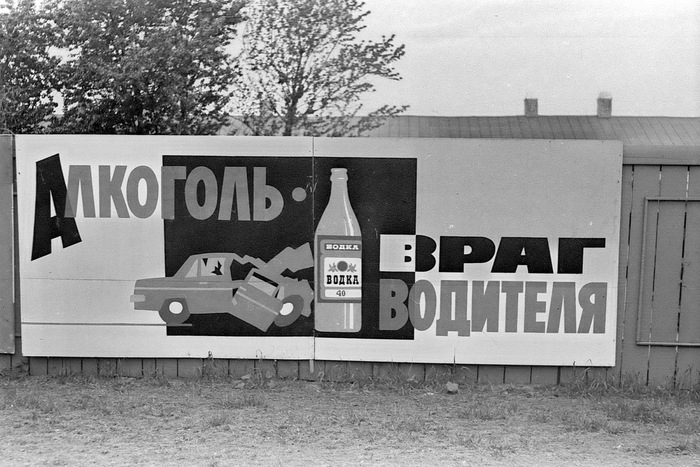 Алкоголь·
враг
водителя
водка
водка
40